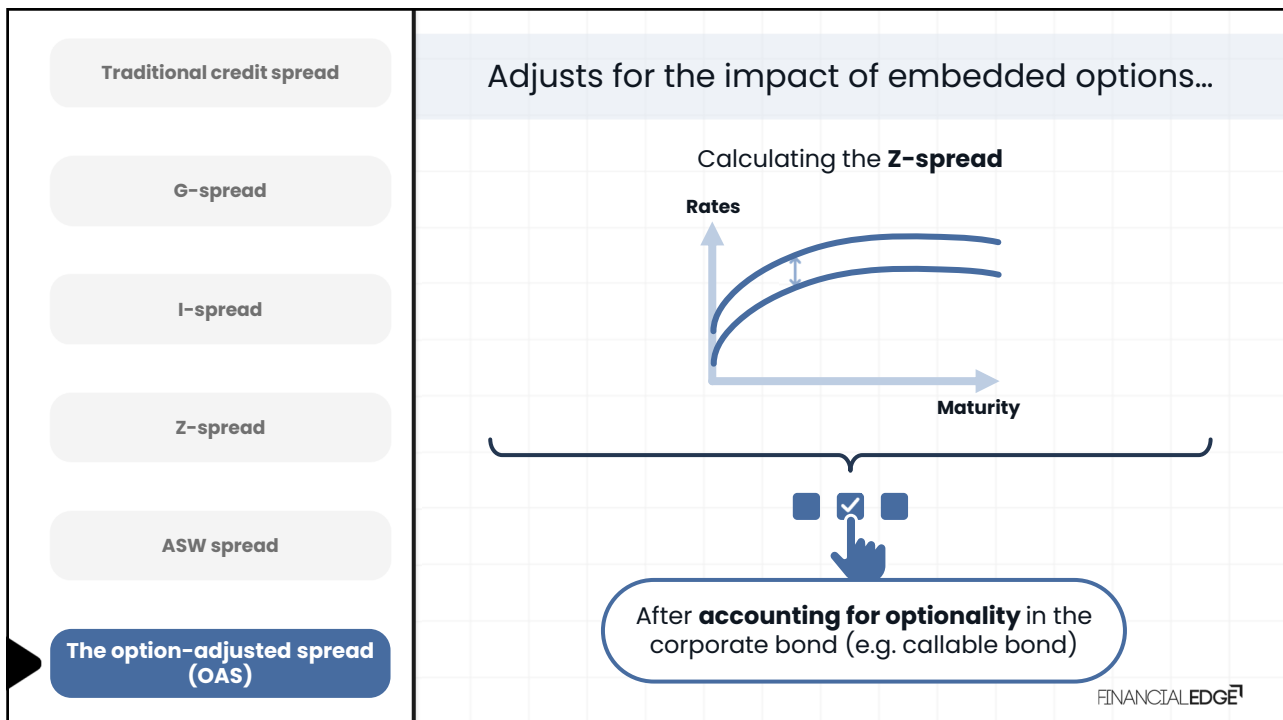 Traditional credit spread
G-spread
I-spread
Z-spread
ASW spread
The option-adjusted spread
(OAS)
Adjusts for the impact of embedded options…
Calculating the Z-spread
Rates
Maturity
After accounting for optionality in the
corporate bond (e.g. callable bond)
FINANCIALEDGE